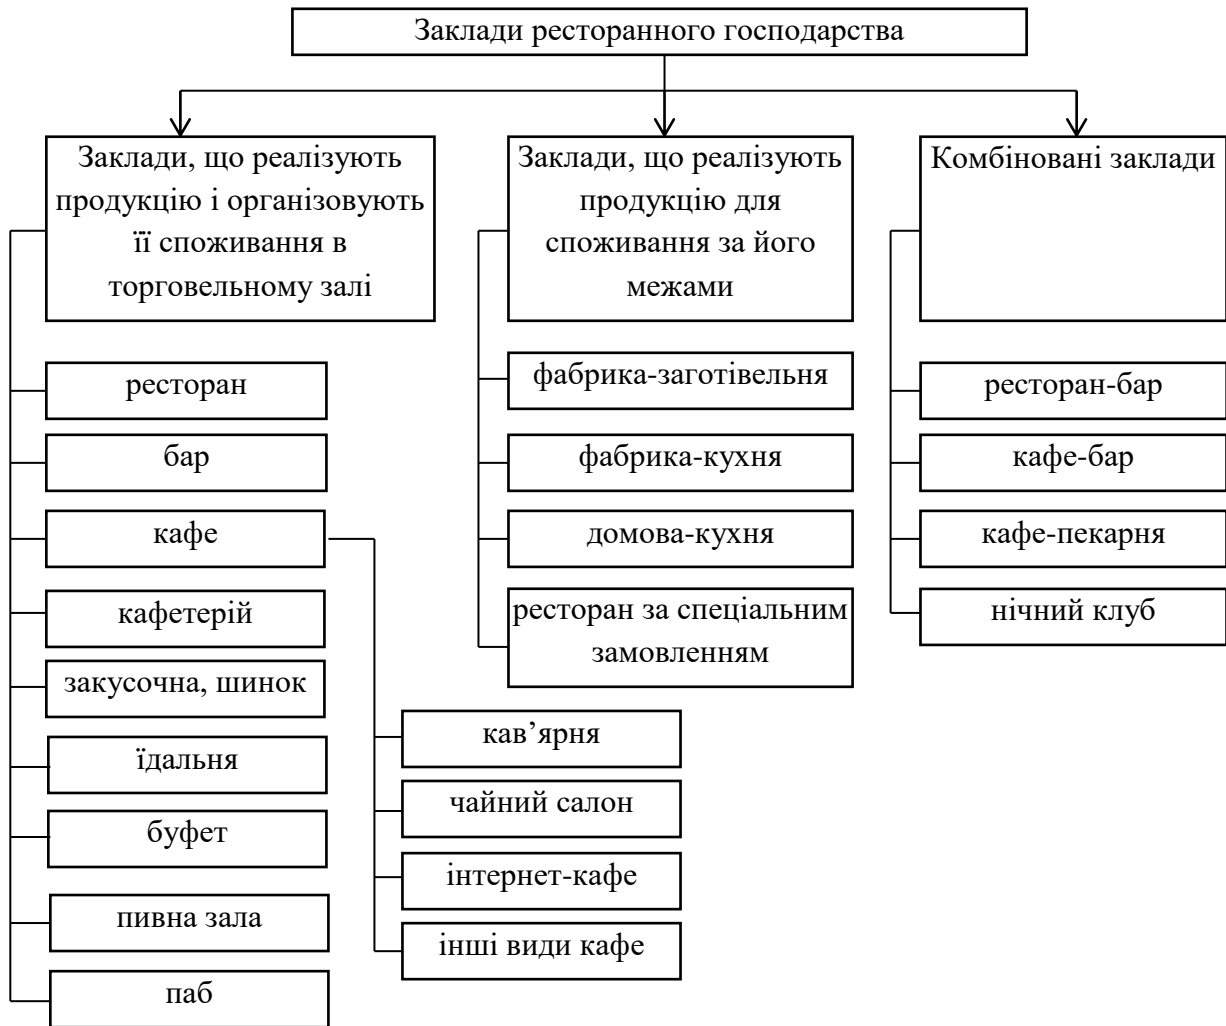 Заклади ресторанного господарства
Заклади, що реалізують
продукцію і організовують
її споживання в
торговельному залі
Заклади, що реалізують
продукцію для
споживання за його
межами
Комбіновані заклади
ресторан
бар
кафе
кафетерій
закусочна, шинок
їдальня
буфет
пивна зала
паб
кав’ярня
чайний салон
інтернет-кафе
інші види кафе
фабрика-заготівельня
фабрика-кухня
домова-кухня
ресторан за спеціальним
замовленням
ресторан-бар
кафе-бар
кафе-пекарня
нічний клуб